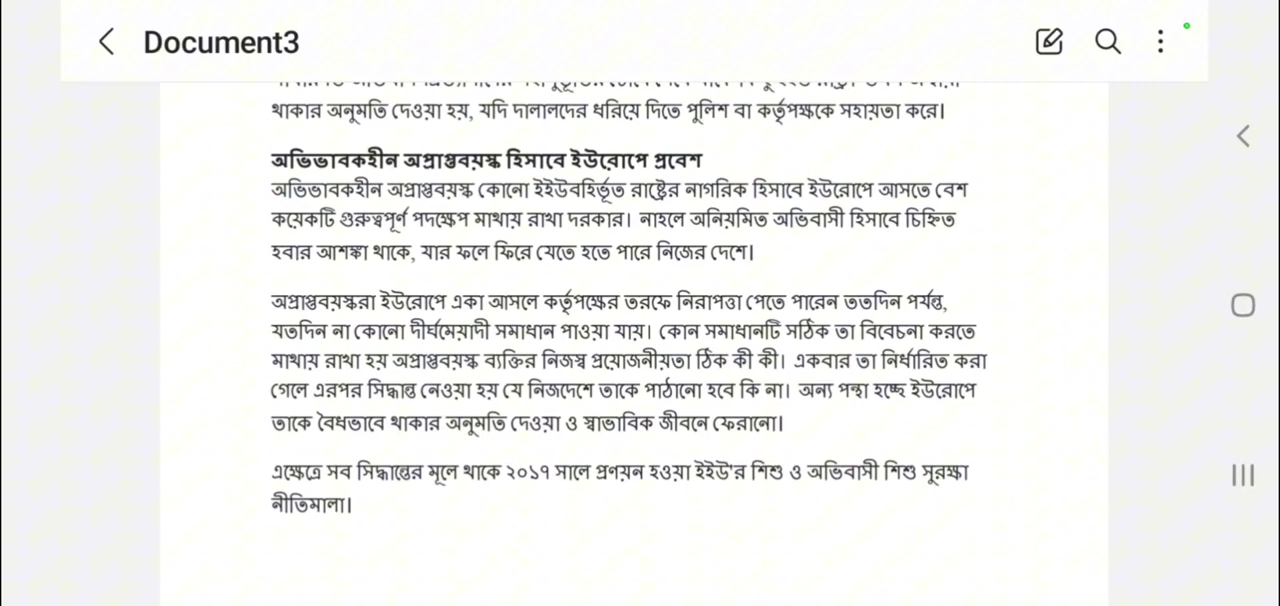 Document3
থাকার অনুমতি দেওয়া হয়, যদি দালালদের ধরিয়ে দিতে পুলিশ বা কর্তৃপক্ষকে সহায়তা করে।
অভিভাবকহীন অপ্রাপ্তবয়স্ক হিসাবে ইউরোপে প্রবেশ
অভিভাবকহীন অপ্রাপ্তবয়স্ক কোনো ইইউবহির্ভূত রাষ্ট্রের নাগরিক হিসাবে ইউরোপে আসতে বেশ
কয়েকটি গুরুত্বপূর্ণ পদক্ষেপ মাথায় রাখা দরকার। নাহলে অনিয়মিত অভিবাসী হিসাবে চিহ্নিত
হবার আশঙ্কা থাকে, যার ফলে ফিরে যেতে হতে পারে নিজের দেশে।
অপ্রাপ্তবয়স্করা ইউরোপে একা আসলে কর্তৃপক্ষের তরফে নিরাপত্তা পেতে পারেন ততদিন পর্যন্ত,
যতদিন না কোনো দীর্ঘমেয়াদী সমাধান পাওয়া যায়। কোন সমাধানটি সঠিক তা বিবেচনা করতে
মাথায় রাখা হয় অপ্রাপ্তবয়স্ক ব্যক্তির নিজস্ব প্রয়োজনীয়তা ঠিক কী কী। একবার তা নির্ধারিত করা
গেলে এরপর সিদ্ধান্ত নেওয়া হয় যে নিজদেশে তাকে পাঠানো হবে কি না। অন্য পন্থা হচ্ছে ইউরোপে
তাকে বৈধভাবে থাকার অনুমতি দেওয়া ও স্বাভাবিক জীবনে ফেরানো।
এক্ষেত্রে সব সিদ্ধান্তের মূলে থাকে ২০১৭ সালে প্রণয়ন হওয়া ইইউ'র শিশু ও অভিবাসী শিশু সুরক্ষা
নীতিমালা।